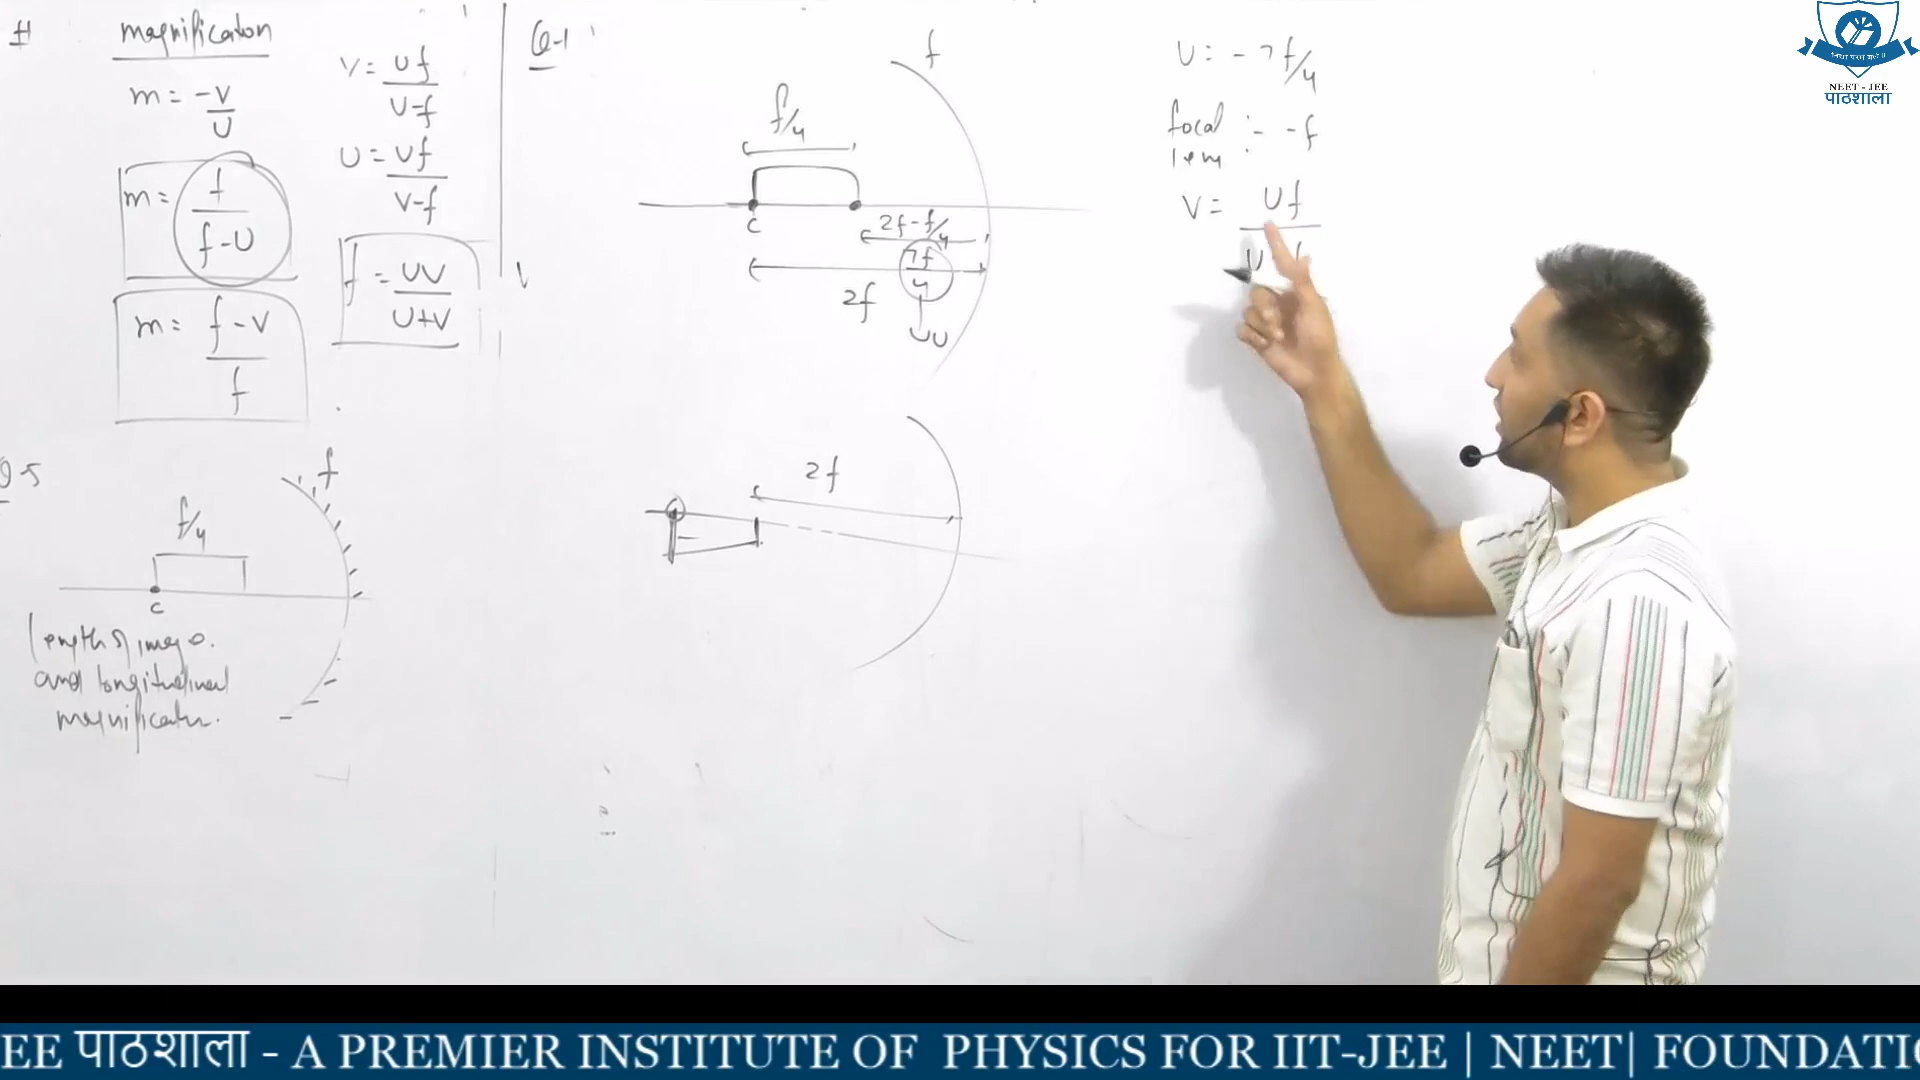 #
magnification
m = -v/u
m = f/f-u
m = f-v/f
v = uf/u-f
u = vf/v-f
f = uv/u+v
Q-5
f
f/4
c
length of image
and longitudinal
magnification.
Q-1
f
f/4
c
2f-f/4
7f/4
2f
u
2f
u = -7f/4
focal :- -f
v = uf
u
NEET - JEE
पाठशाला
EE पाठशाला - A PREMIER INSTITUTE OF PHYSICS FOR IIT-JEE | NEET| FOUNDATI